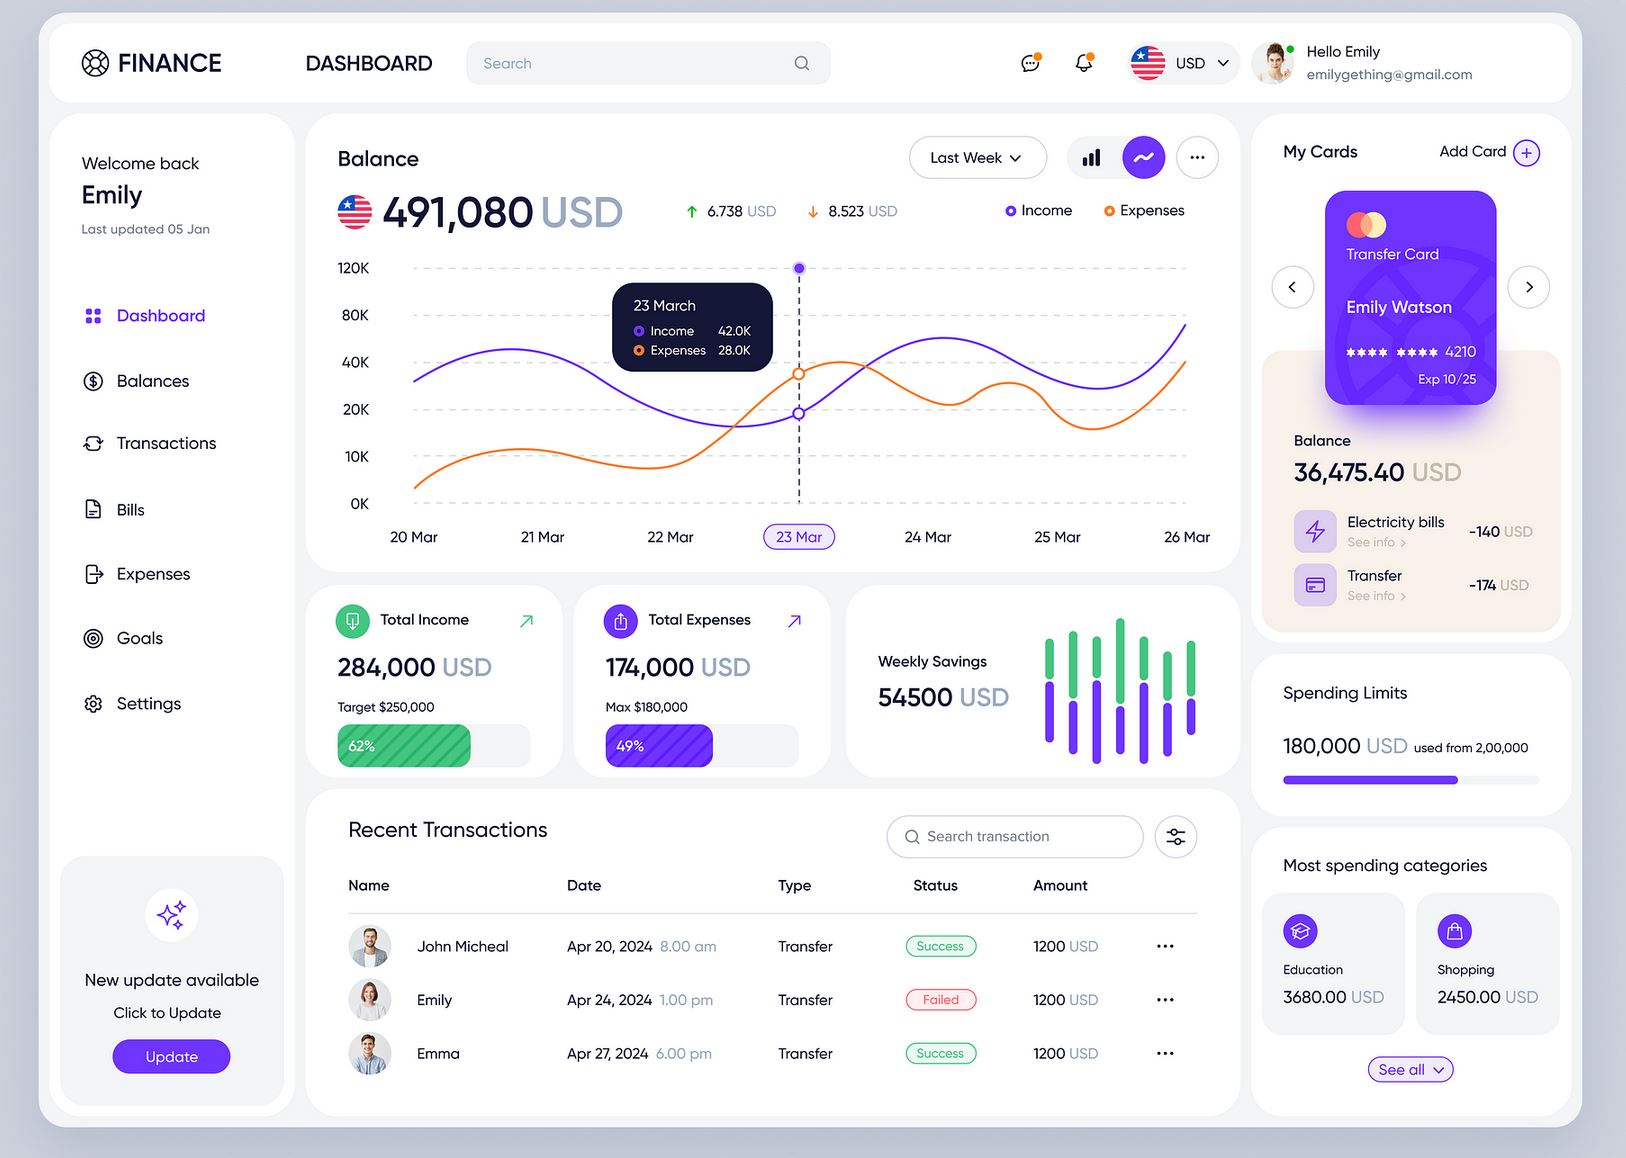 FINANCE
DASHBOARD
Search
USD
Hello Emily
emilygething@gmail.com
Welcome back
Emily
Last updated 05 Jan
Dashboard
Balances
Transactions
Bills
Expenses
Goals
Settings
New update available
Click to Update
Update
Balance
Last Week
491,080 USD
6.738 USD
8.523 USD
Income
Expenses
120K
80K
40K
20K
10K
0K
23 March
Income 42.0K
Expenses 28.0K
20 Mar
21 Mar
22 Mar
23 Mar
24 Mar
25 Mar
26 Mar
Total Income
284,000 USD
Target $250,000
62%
Total Expenses
174,000 USD
Max $180,000
49%
Weekly Savings
54500 USD
Recent Transactions
Search transaction
Name Date Type Status Amount
John Micheal Apr 20, 2024 8.00 am Transfer Success 1200 USD
Emily Apr 24, 2024 1.00 pm Transfer Failed 1200 USD
Emma Apr 27, 2024 6.00 pm Transfer Success 1200 USD
My Cards
Add Card
Transfer Card
Emily Watson
**** **** 4210
Exp 10/25
Balance
36,475.40 USD
Electricity bills
See info
-140 USD
Transfer
See info
-174 USD
Spending Limits
180,000 USD used from 2,00,000
Most spending categories
Education
3680.00 USD
Shopping
2450.00 USD
See all